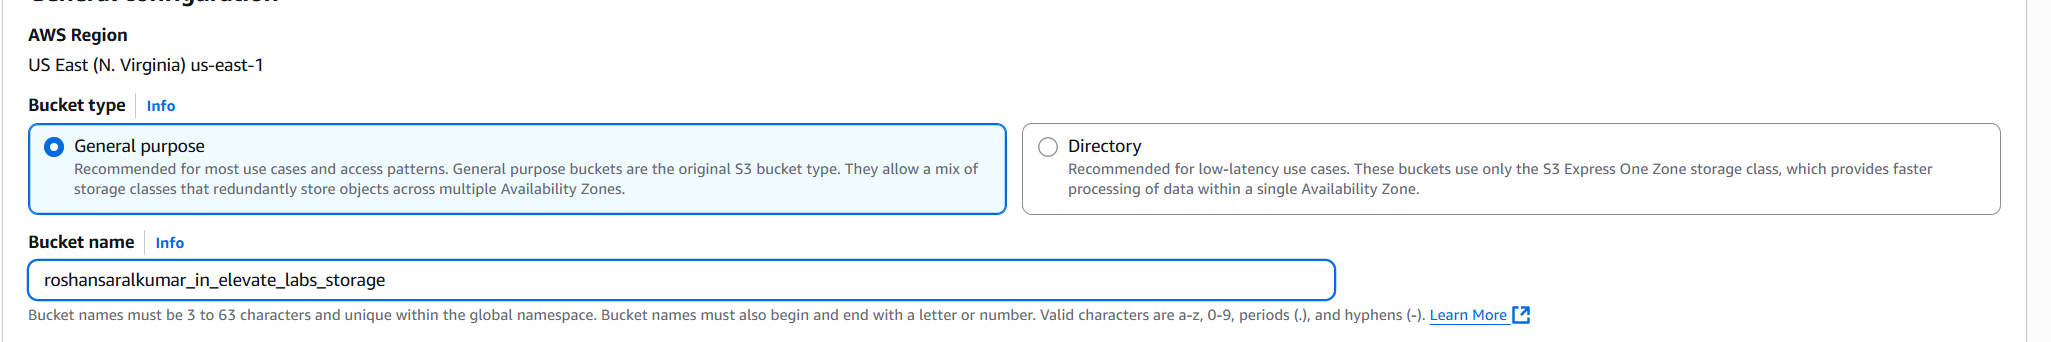 General configuration
AWS Region
US East (N. Virginia) us-east-1
Bucket type Info
General purpose
Recommended for most use cases and access patterns. General purpose buckets are the original S3 bucket type. They allow a mix of
storage classes that redundantly store objects across multiple Availability Zones.
Directory
Recommended for low-latency use cases. These buckets use only the S3 Express One Zone storage class, which provides faster
processing of data within a single Availability Zone.
Bucket name Info
roshansaralkumar_in_elevate_labs_storage
Bucket names must be 3 to 63 characters and unique within the global namespace. Bucket names must also begin and end with a letter or number. Valid characters are a-z, 0-9, periods (.), and hyphens (-). Learn More